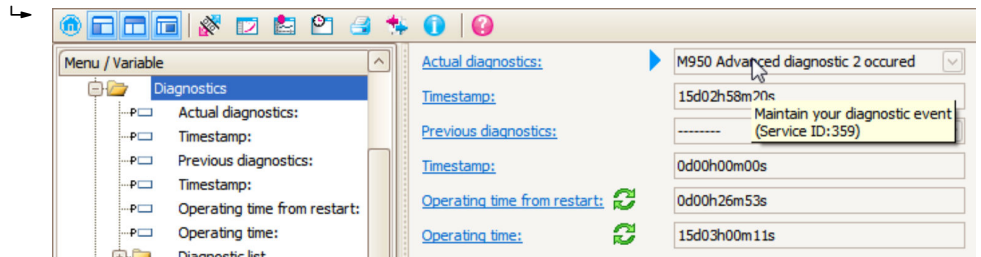 Menu / Variable
Diagnostics
Actual diagnostics:
Timestamp:
Previous diagnostics:
Timestamp:
Operating time from restart:
Operating time:
Diagnostic list
Actual diagnostics:
M950 Advanced diagnostic 2 occured
Timestamp:
15d02h58m20s
Maintain your diagnostic event
(Service ID:359)
Previous diagnostics:
--------
Timestamp:
0d00h00m00s
Operating time from restart:
0d00h26m53s
Operating time:
15d03h00m11s